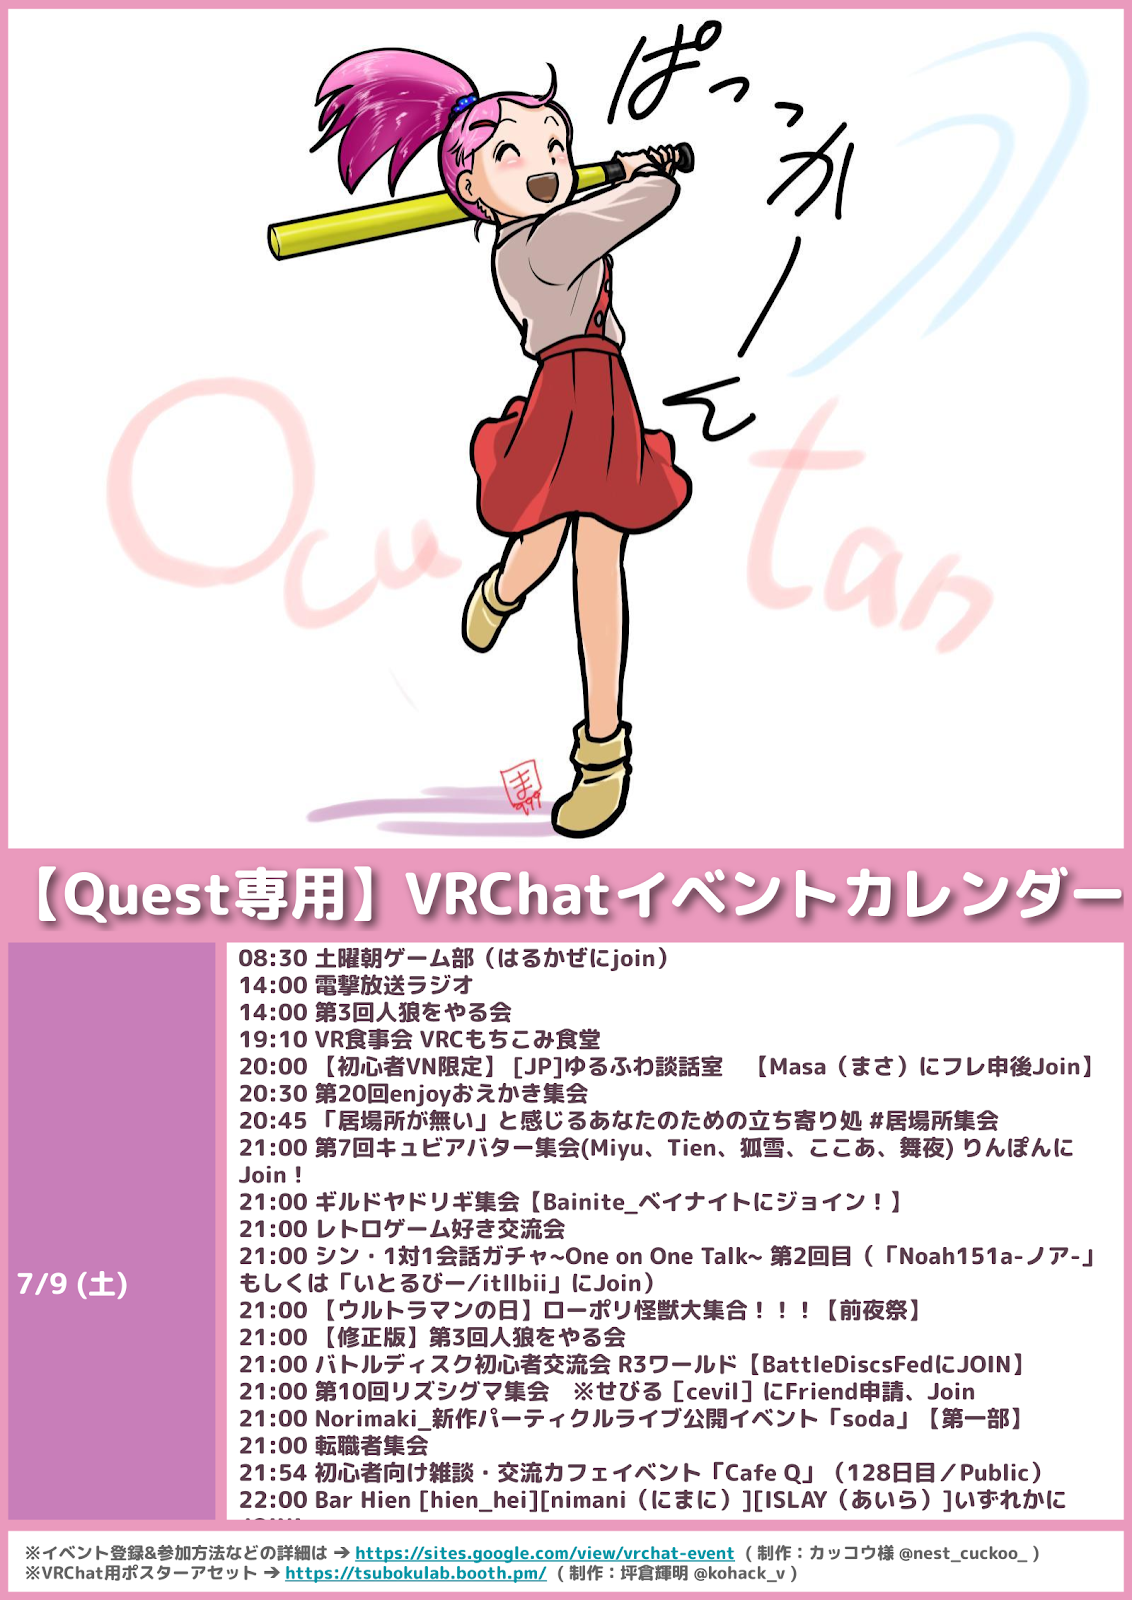 ぱっっかーん
Qcu tan
ま
999
【Quest専用】VRChatイベントカレンダー
7/9 (土)
08:30 土曜朝ゲーム部（はるかぜにjoin）
14:00 電撃放送ラジオ
14:00 第3回人狼をやる会
19:10 VR食事会 VRCもちこみ食堂
20:00 【初心者VN限定】 [JP]ゆるふわ談話室　【Masa（まさ）にフレ申後Join】
20:30 第20回enjoyおえかき集会
20:45 「居場所が無い」と感じるあなたのための立ち寄り処 #居場所集会
21:00 第7回キュビアバター集会(Miyu、Tien、狐雪、ここあ、舞夜) りんぽんに
Join！
21:00 ギルドヤドリギ集会【Bainite_ベイナイトにジョイン！】
21:00 レトロゲーム好き交流会
21:00 シン・1対1会話ガチャ~One on One Talk~ 第2回目（「Noah151a-ノア-」
もしくは「いとるびー/itllbii」にJoin）
21:00 【ウルトラマンの日】ローポリ怪獣大集合！！！【前夜祭】
21:00 【修正版】第3回人狼をやる会
21:00 バトルディスク初心者交流会 R3ワールド【BattleDiscsFedにJOIN】
21:00 第10回リズシグマ集会　※せびる［cevil］にFriend申請、Join
21:00 Norimaki_新作パーティクルライブ公開イベント「soda」【第一部】
21:00 転職者集会
21:54 初心者向け雑談・交流カフェイベント「Cafe Q」（128日目／Public）
22:00 Bar Hien [hien_hei][nimani（にまに）][ISLAY（あいら）]いずれかに
※イベント登録&参加方法などの詳細は ➔ https://sites.google.com/view/vrchat-event （ 制作：カッコウ様 @nest_cuckoo_ ）
※VRChat用ポスターアセット ➔ https://tsubokulab.booth.pm/ （ 制作：坪倉輝明 @kohack_v ）